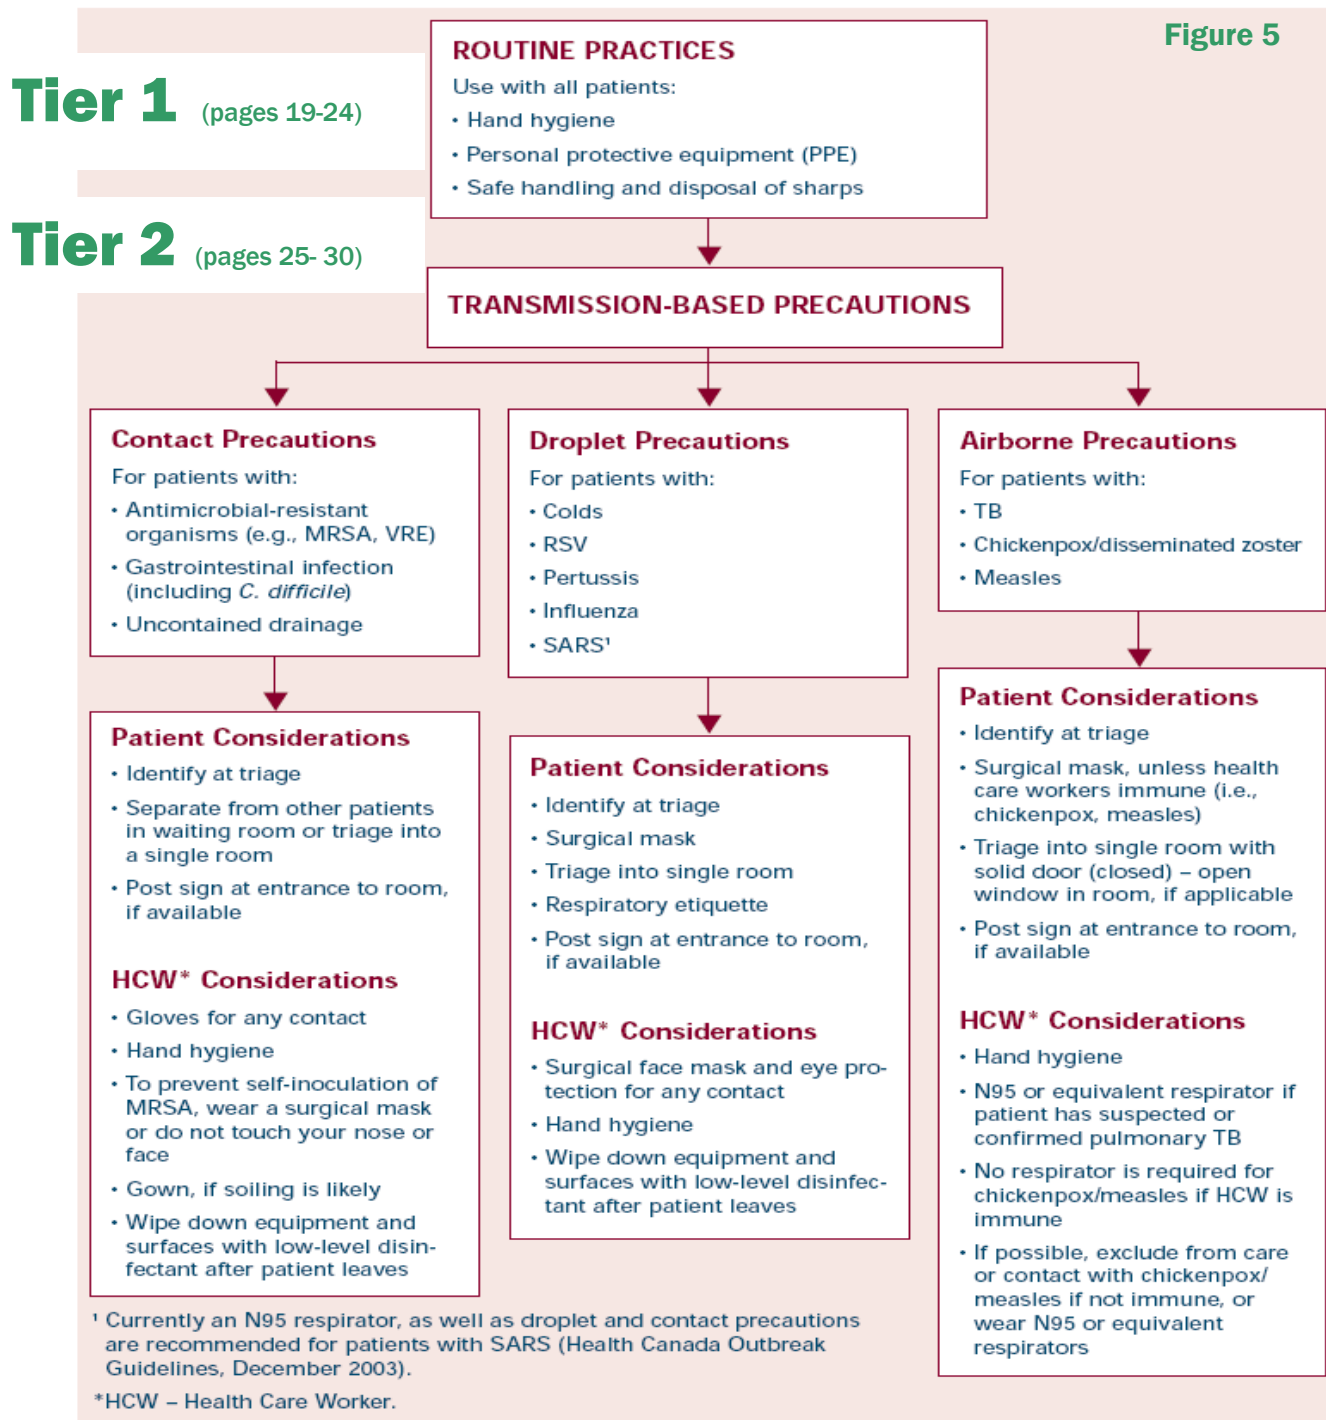 Figure 5
Tier 1 (pages 19-24)
ROUTINE PRACTICES
Use with all patients:
• Hand hygiene
• Personal protective equipment (PPE)
• Safe handling and disposal of sharps
Tier 2 (pages 25- 30)
TRANSMISSION-BASED PRECAUTIONS
Contact Precautions
For patients with:
• Antimicrobial-resistant
organisms (e.g., MRSA, VRE)
• Gastrointestinal infection
(including C. difficile)
• Uncontained drainage
Patient Considerations
• Identify at triage
• Separate from other patients
in waiting room or triage into
a single room
• Post sign at entrance to room,
if available
HCW* Considerations
• Gloves for any contact
• Hand hygiene
• To prevent self-inoculation of
MRSA, wear a surgical mask
or do not touch your nose or
face
• Gown, if soiling is likely
• Wipe down equipment and
surfaces with low-level disin-
fectant after patient leaves
Droplet Precautions
For patients with:
• Colds
• RSV
• Pertussis
• Influenza
• SARS¹
Patient Considerations
• Identify at triage
• Surgical mask
• Triage into single room
• Respiratory etiquette
• Post sign at entrance to room,
if available
HCW* Considerations
• Surgical face mask and eye pro-
tection for any contact
• Hand hygiene
• Wipe down equipment and
surfaces with low-level disinfec-
tant after patient leaves
Airborne Precautions
For patients with:
• TB
• Chickenpox/disseminated zoster
• Measles
Patient Considerations
• Identify at triage
• Surgical mask, unless health
care workers immune (i.e.,
chickenpox, measles)
• Triage into single room with
solid door (closed) – open
window in room, if applicable
• Post sign at entrance to room,
if available
HCW* Considerations
• Hand hygiene
• N95 or equivalent respirator if
patient has suspected or
confirmed pulmonary TB
• No respirator is required for
chickenpox/measles if HCW is
immune
• If possible, exclude from care
or contact with chickenpox/
measles if not immune, or
wear N95 or equivalent
respirators
¹ Currently an N95 respirator, as well as droplet and contact precautions
are recommended for patients with SARS (Health Canada Outbreak
Guidelines, December 2003).
*HCW – Health Care Worker.